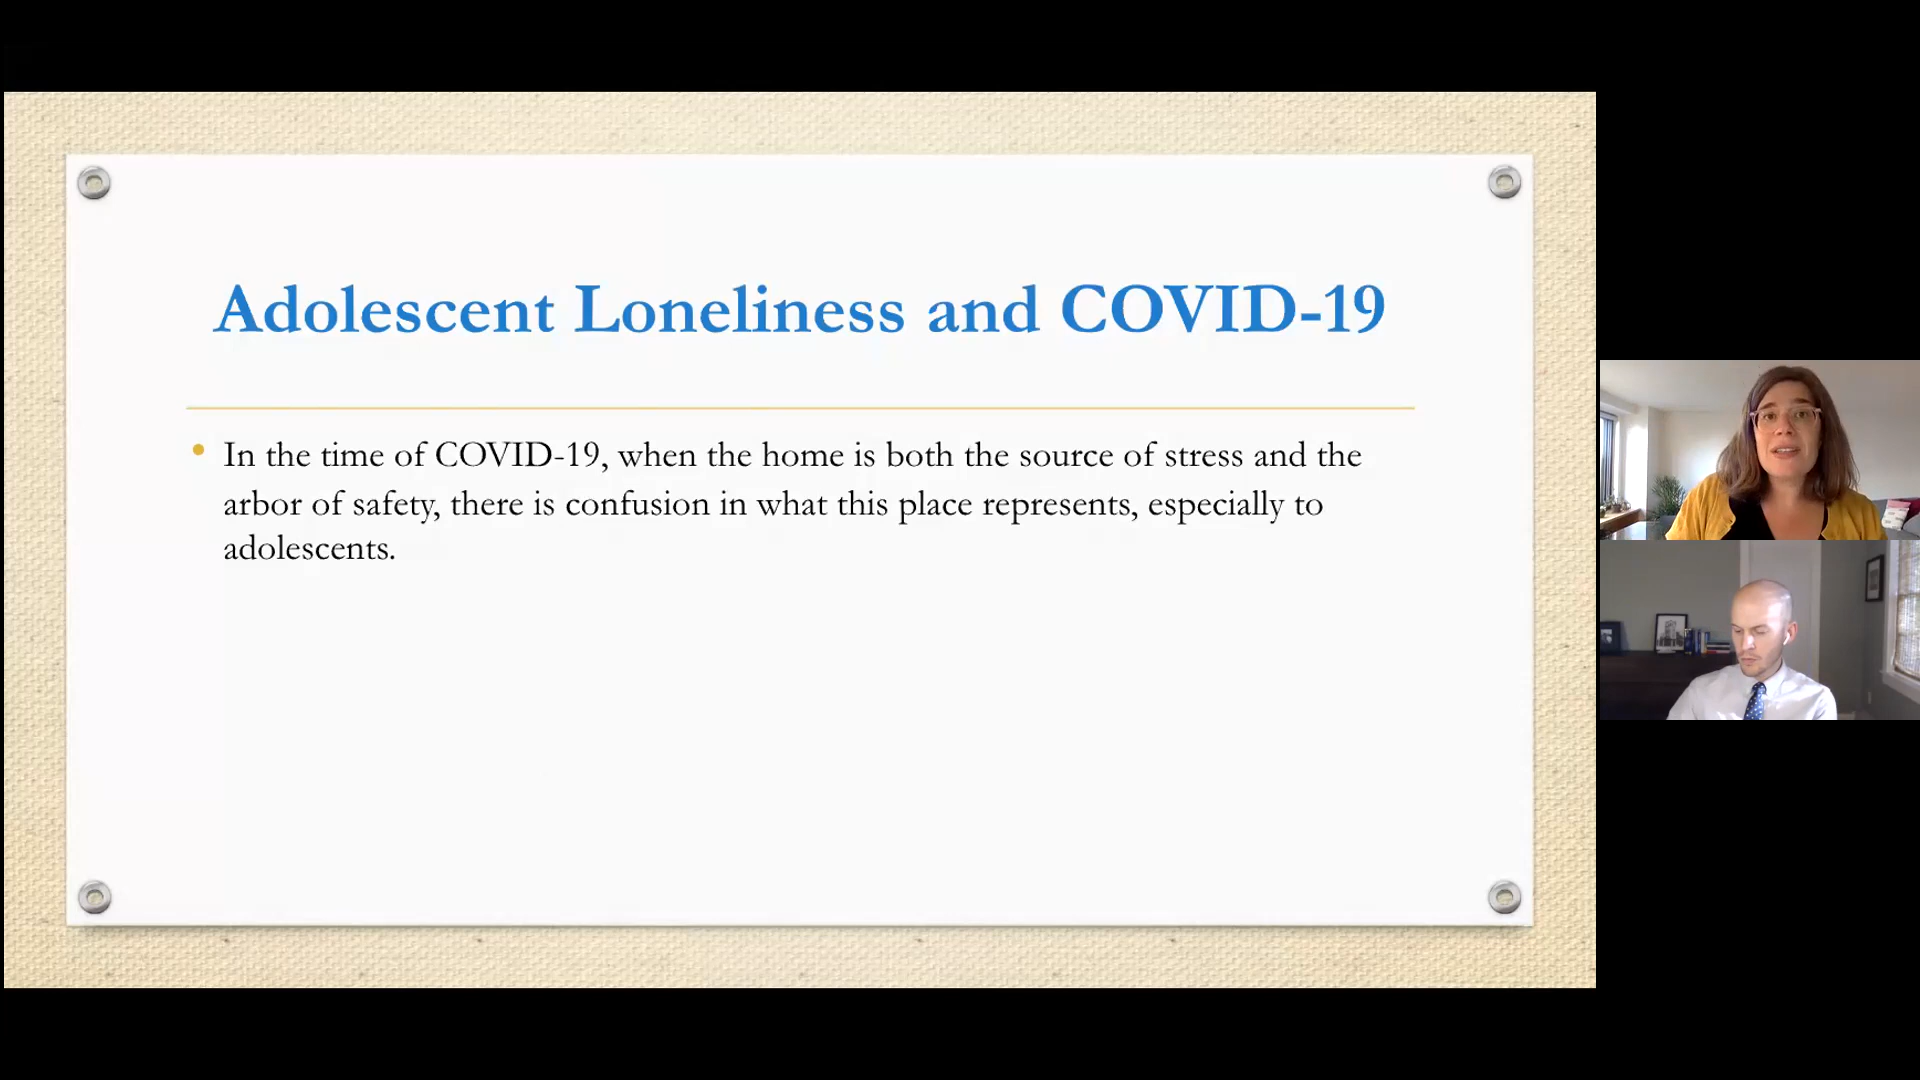 Adolescent Loneliness and COVID-19
• In the time of COVID-19, when the home is both the source of stress and the
arbor of safety, there is confusion in what this place represents, especially to
adolescents.